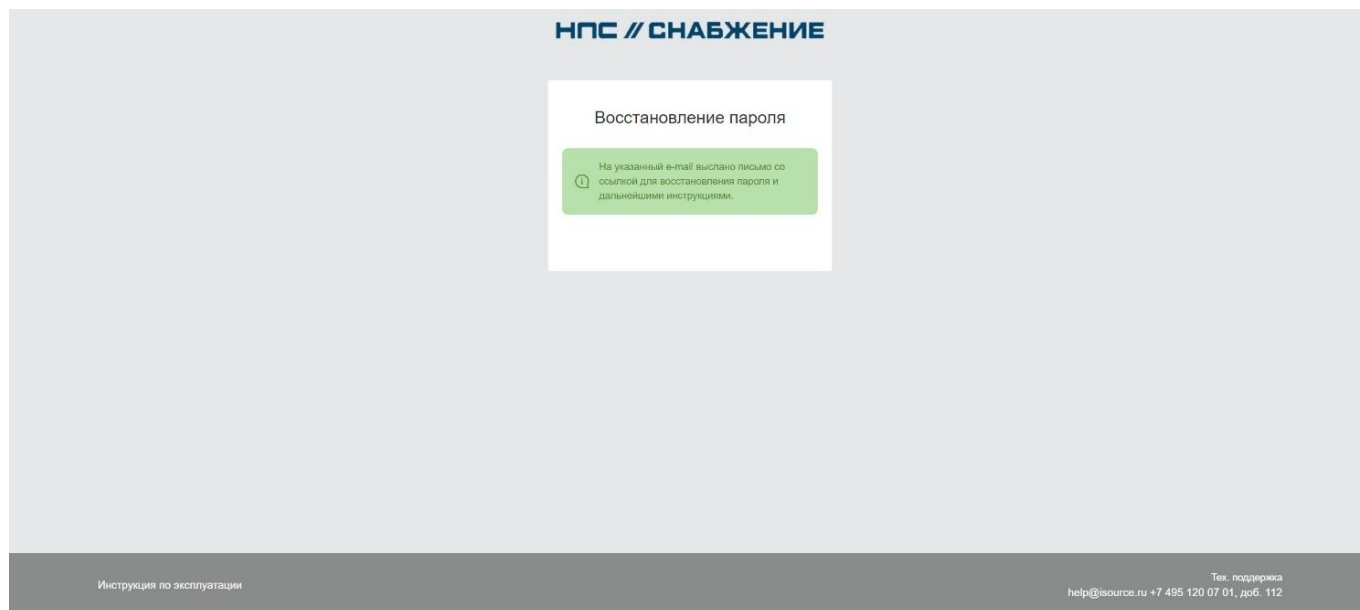 НПС // СНАБЖЕНИЕ
Восстановление пароля
На указанный e-mail выслано письмо со
ссылкой для восстановления пароля и
дальнейшими инструкциями.
Инструкция по эксплуатации
Тех. поддержка
help@isource.ru +7 495 120 07 01, доб. 112